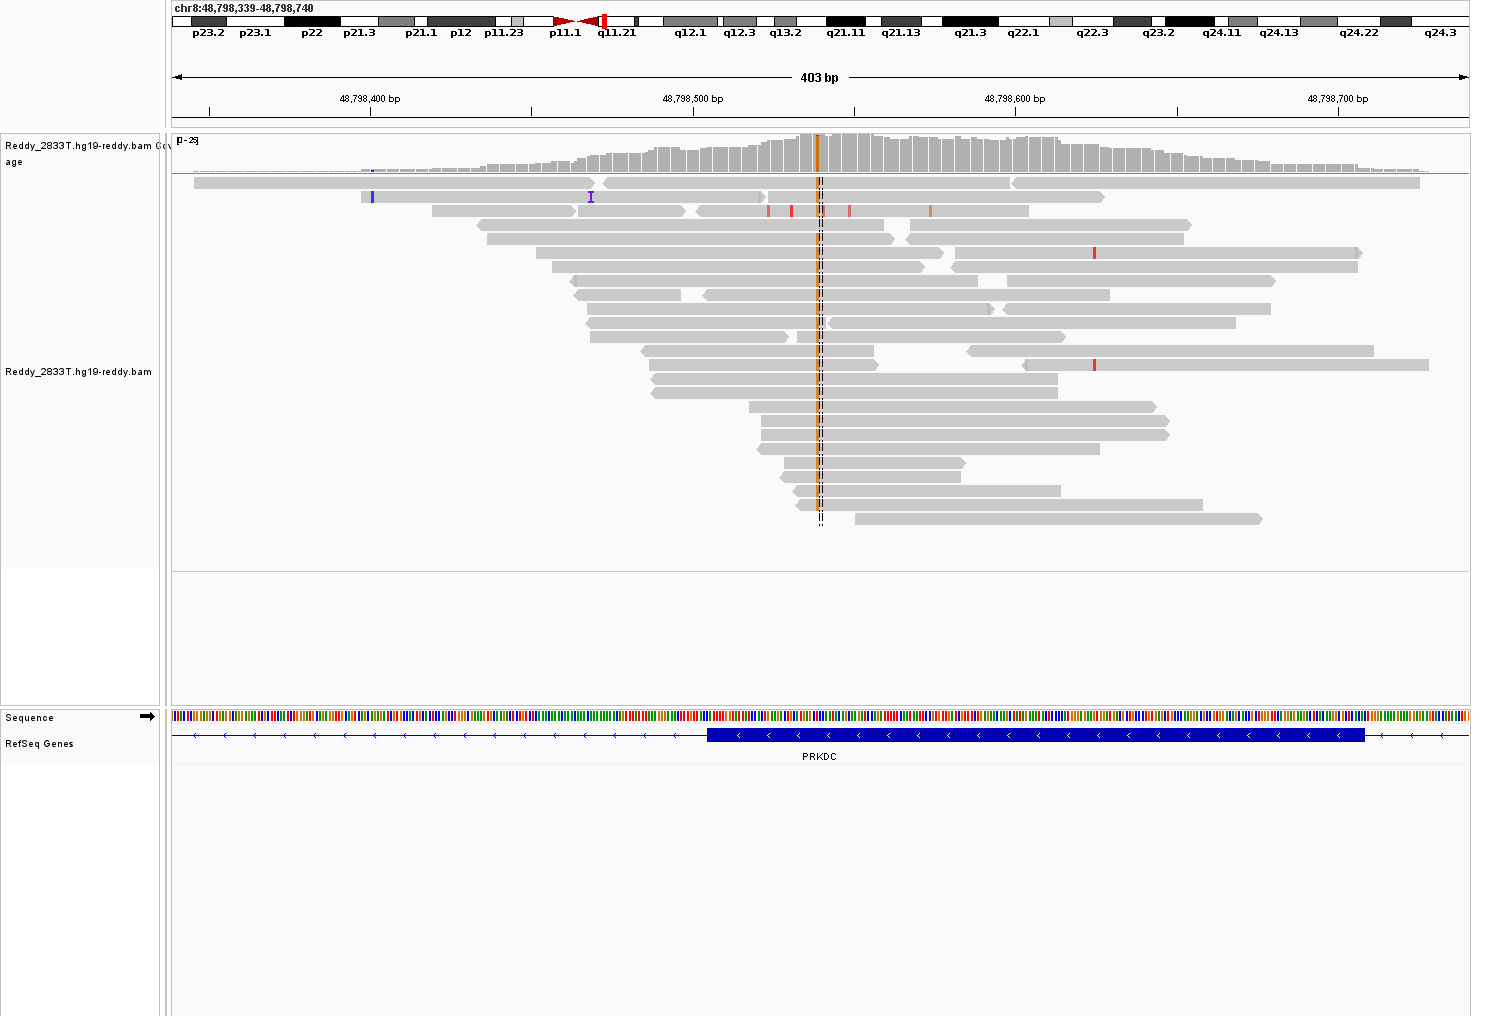 chr8:48,798,339-48,798,740
p23.2 p23.1 p22 p21.3 p21.1 p12 p11.23 p11.1 q11.21 q12.1 q12.3 q13.2 q21.11 q21.13 q21.3 q22.1 q22.3 q23.2 q24.11 q24.13 q24.22 q24.3
403 bp
48,798,400 bp 48,798,500 bp 48,798,600 bp 48,798,700 bp
Reddy_2833T.hg19-reddy.bam Cov
age
[0-25]
Reddy_2833T.hg19-reddy.bam
Sequence
RefSeq Genes
PRKDC